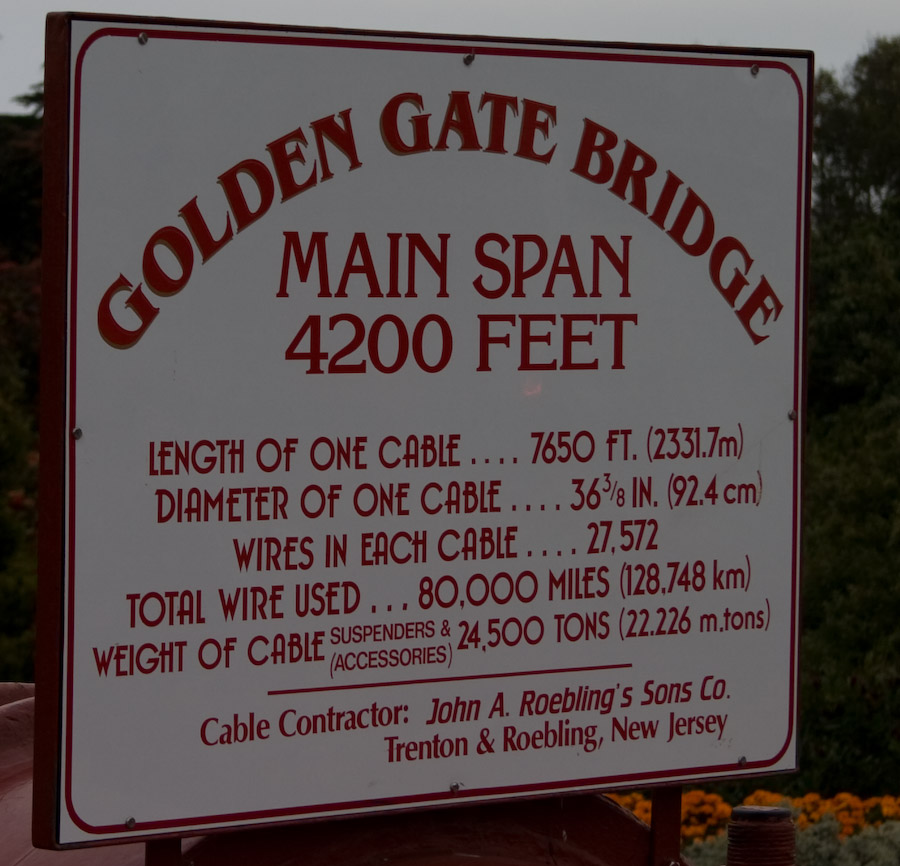 GOLDEN GATE BRIDGE
MAIN SPAN
4200 FEET
LENGTH OF ONE CABLE .... 7650 FT. (2331.7m)
DIAMETER OF ONE CABLE .... 36 3/8 IN. (92.4 cm)
WIRES IN EACH CABLE .... 27,572
TOTAL WIRE USED ... 80,000 MILES (128,748 km)
WEIGHT OF CABLE SUSPENDERS & (ACCESSORIES) 24,500 TONS (22.226 m.tons)
Cable Contractor: John A. Roebling's Sons Co.
Trenton & Roebling, New Jersey